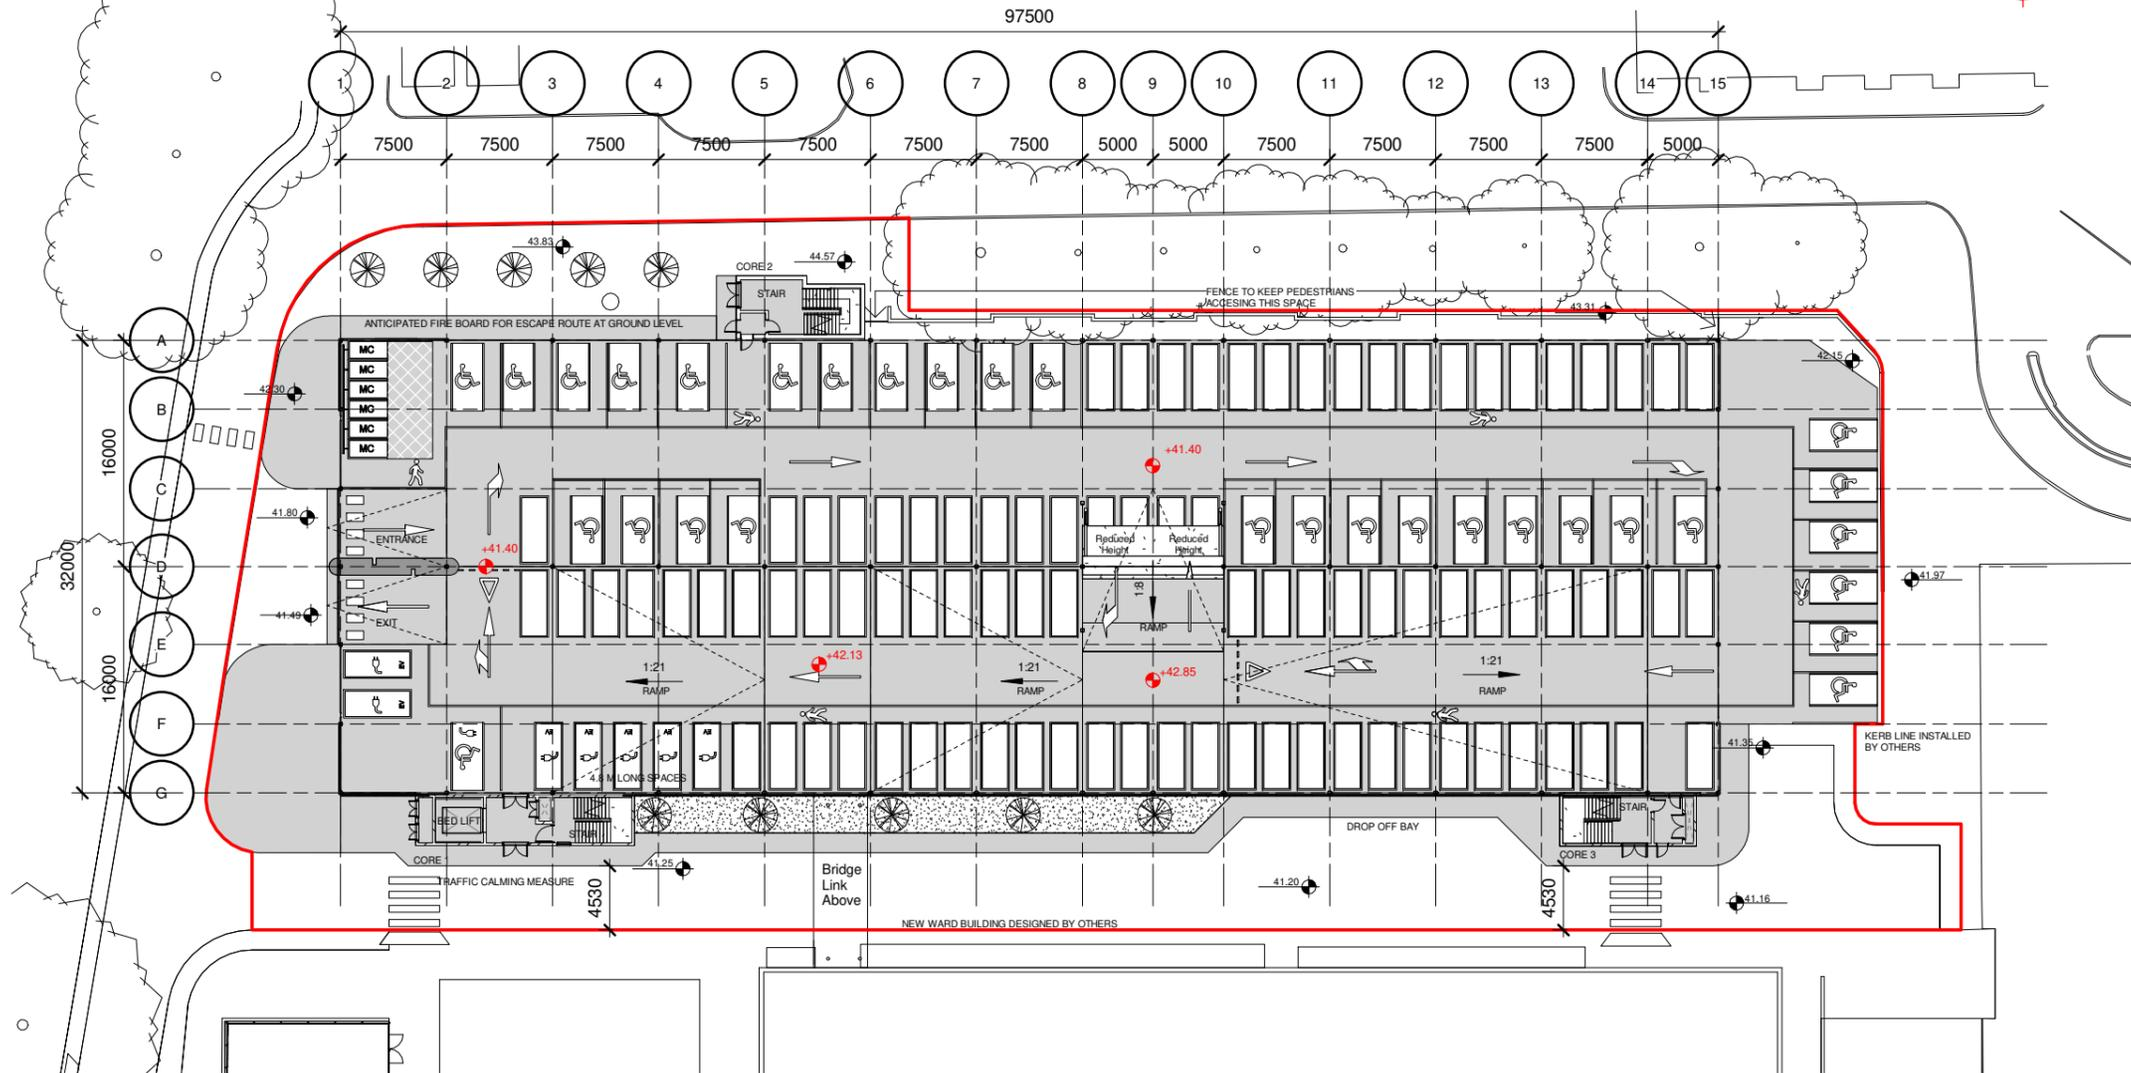 97500
1 2 3 4 5 6 7 8 9 10 11 12 13 14 15
7500 7500 7500 7500 7500 7500 7500 5000 5000 7500 7500 7500 7500 5000
43.83
44.57
CORE 2
STAIR
FENCE TO KEEP PEDESTRIANS
ACCESING THIS SPACE
43.31
ANTICIPATED FIRE BOARD FOR ESCAPE ROUTE AT GROUND LEVEL
A
MC
42.15
MC
42.30
MC
B
MC
MC
MC
16000
+41.40
C
41.80
ENTRANCE
Reduced
Height
Reduced
Height
+41.40
32000
D
41.97
1:8
41.49
EXIT
RAMP
E
16000
EV
EV
+42.13
1:21
RAMP
1:21
RAMP
+42.85
1:21
RAMP
F
EV
EV
EV
EV
EV
KERB LINE INSTALLED
BY OTHERS
41.35
4.8 M LONG SPACES
G
BED LIFT
STAIR
STAIR
DROP OFF BAY
CORE 1
CORE 3
41.25
Bridge
Link
Above
TRAFFIC CALMING MEASURE
4530
41.20
4530
41.16
NEW WARD BUILDING DESIGNED BY OTHERS